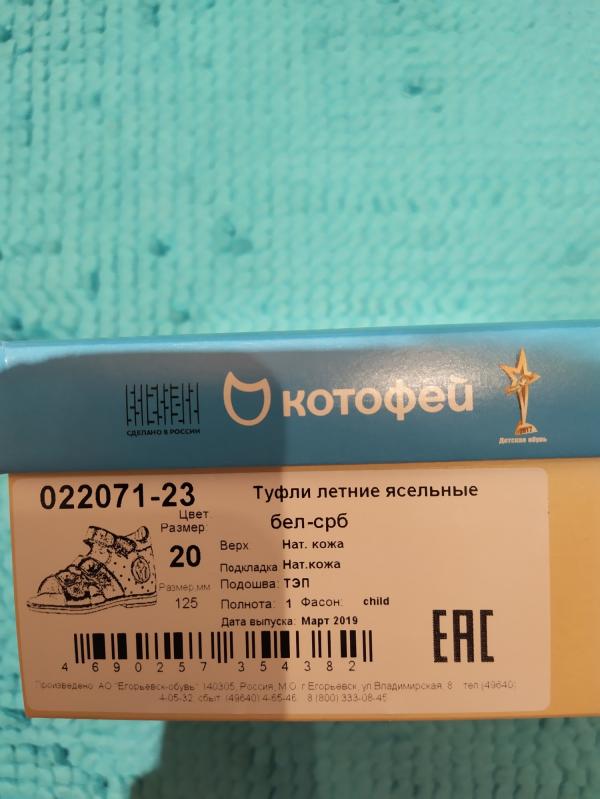 СДЕЛАНО В РОССИИ
котофей
2017
Детская обувь
022071-23 Туфли летние ясельные
Цвет: бел-срб
Размер: 20
Верх Нат. кожа
Подкладка Нат.кожа
Размер,мм 125
Подошва: ТЭП
Полнота: 1 Фасон: child
Дата выпуска: Март 2019
EAC
4 690257 354382
Произведено: АО "Егорьевск-обувь" 140305, Россия, М.О. г.Егорьевск, ул.Владимирская, 8 тел.(49640)
4-05-32, сбыт: (49640) 4-65-46, 8 (800) 333-08-45